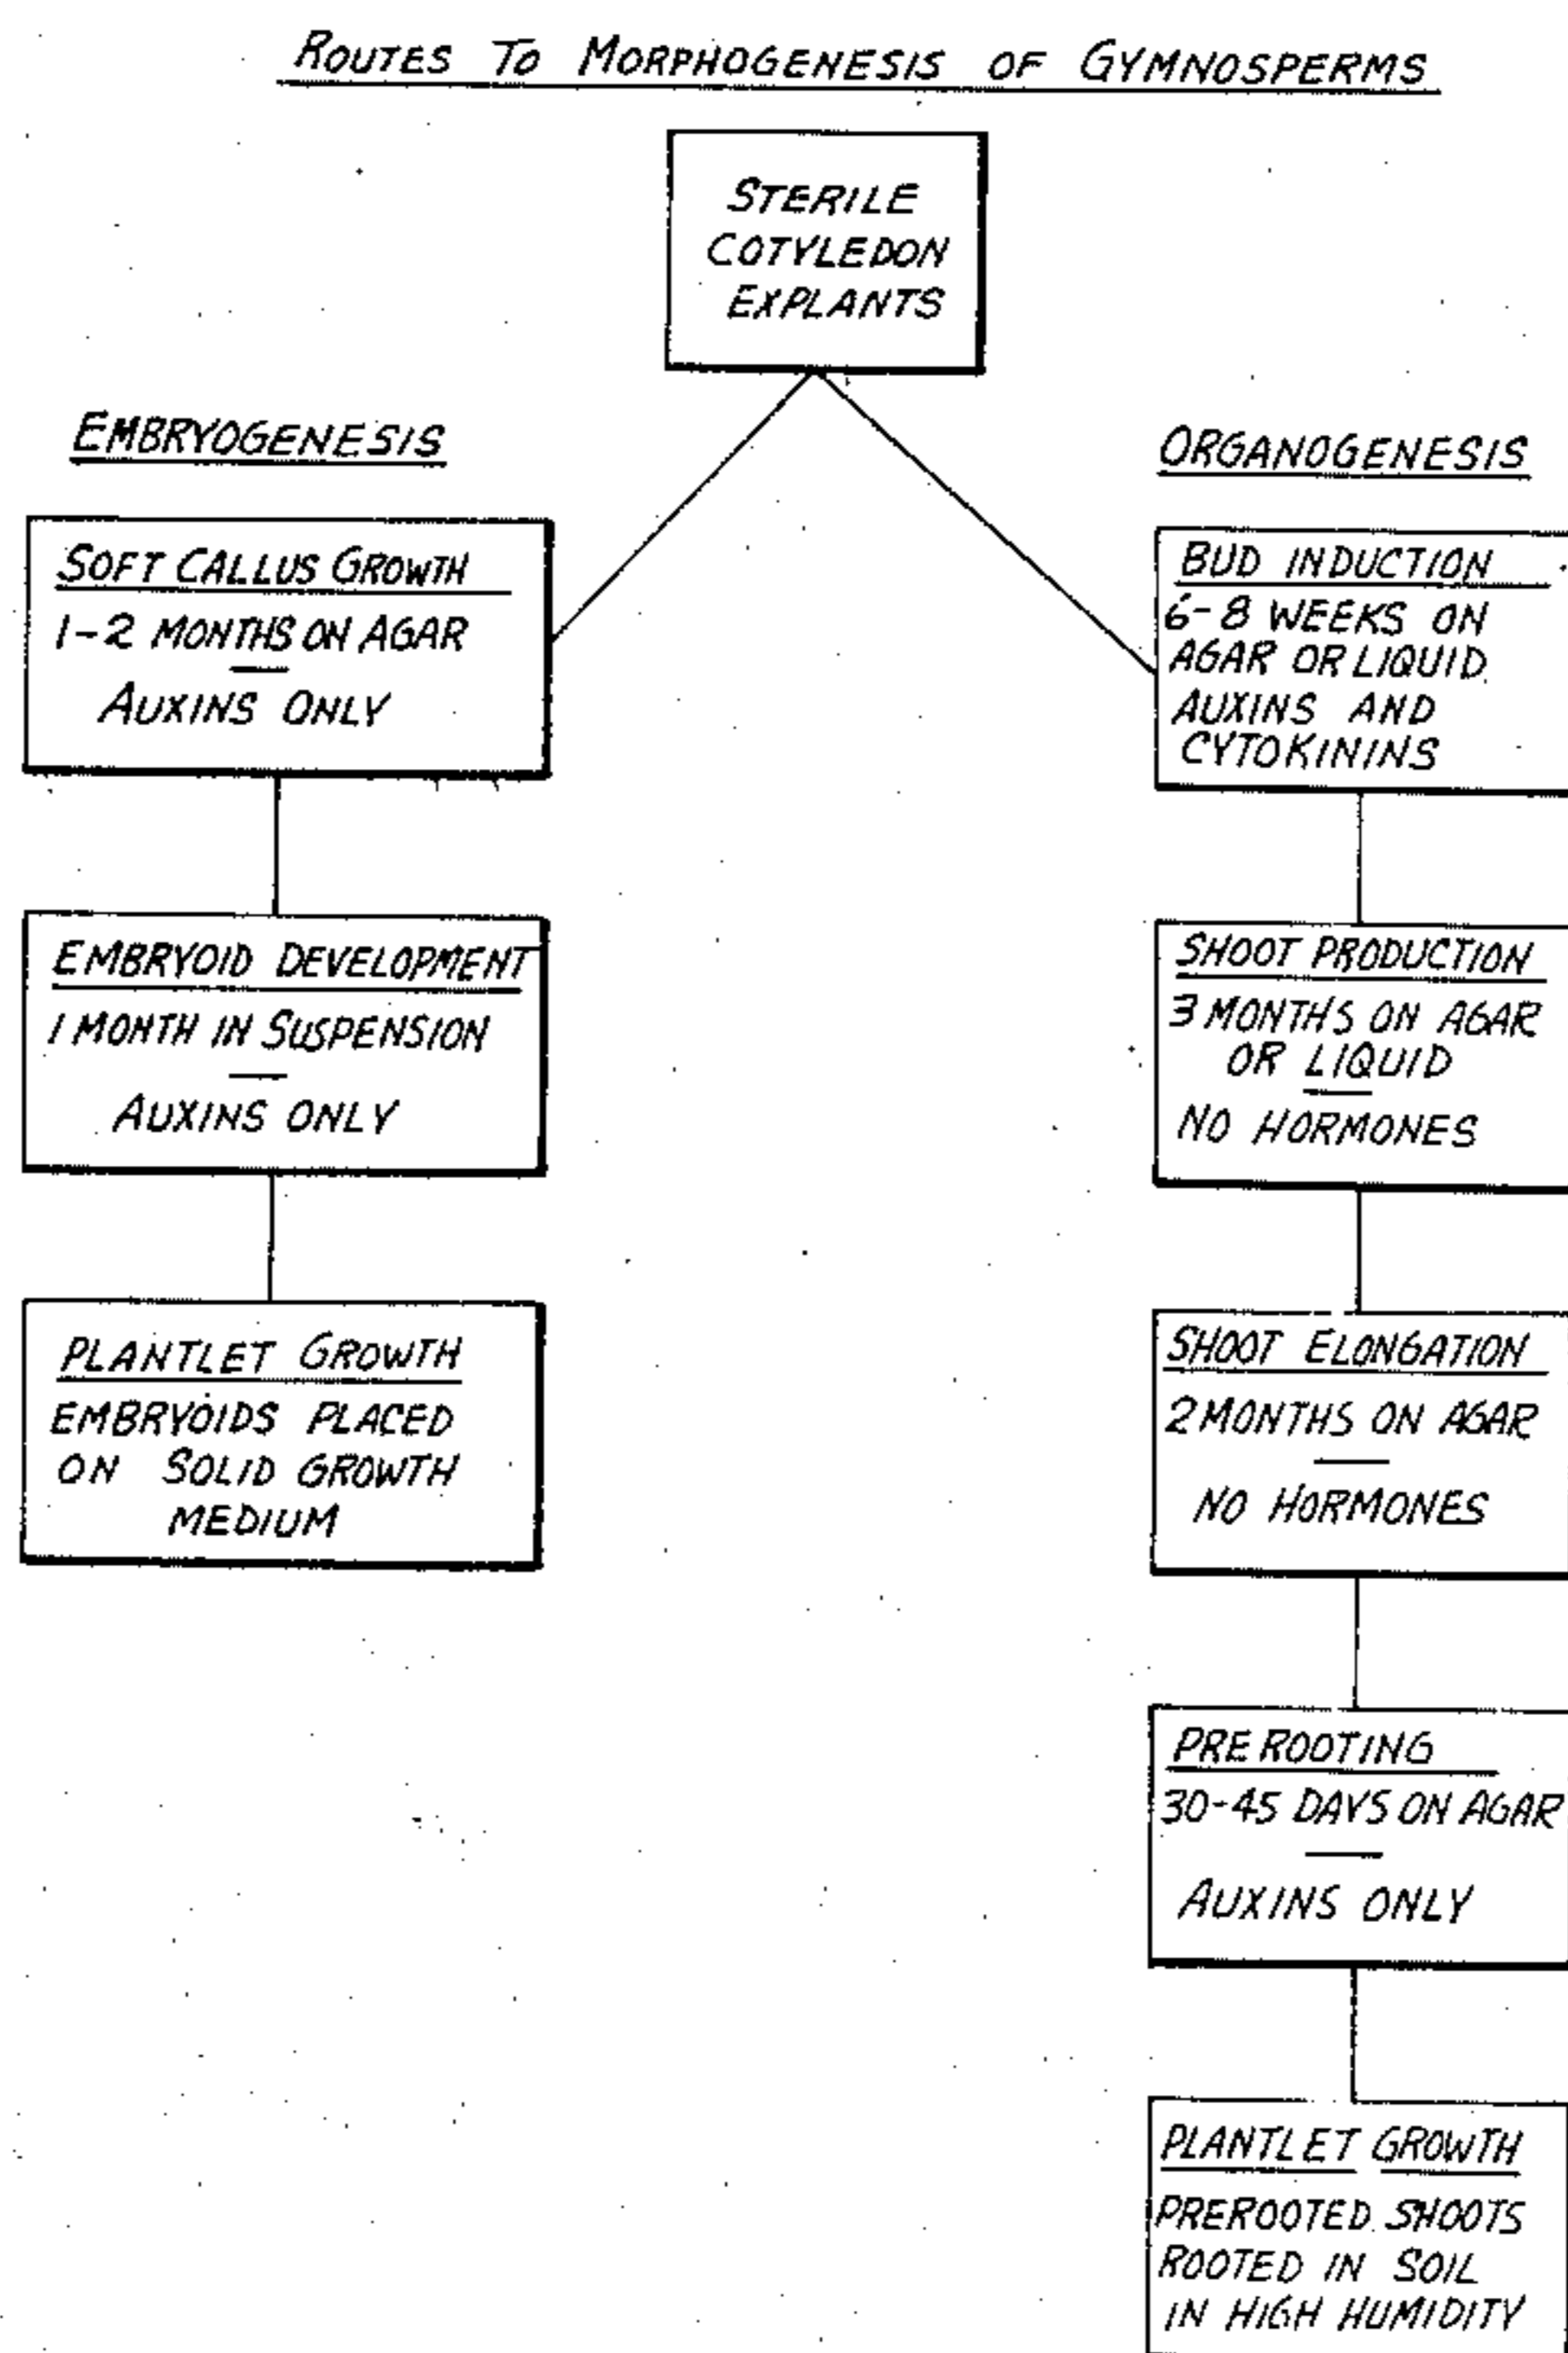 ROUTES TO MORPHOGENESIS OF GYMNOSPERMS
STERILE
COTYLEDON
EXPLANTS
EMBRYOGENESIS
SOFT CALLUS GROWTH
1-2 MONTHS ON AGAR
AUXINS ONLY
EMBRYOID DEVELOPMENT
1 MONTH IN SUSPENSION
AUXINS ONLY
PLANTLET GROWTH
EMBRYOIDS PLACED
ON SOLID GROWTH
MEDIUM
ORGANOGENESIS
BUD INDUCTION
6-8 WEEKS ON
AGAR OR LIQUID
AUXINS AND
CYTOKININS
SHOOT PRODUCTION
3 MONTHS ON AGAR
OR LIQUID
NO HORMONES
SHOOT ELONGATION
2 MONTHS ON AGAR
NO HORMONES
PREROOTING
30-45 DAYS ON AGAR
AUXINS ONLY
PLANTLET GROWTH
PREROOTED SHOOTS
ROOTED IN SOIL
IN HIGH HUMIDITY